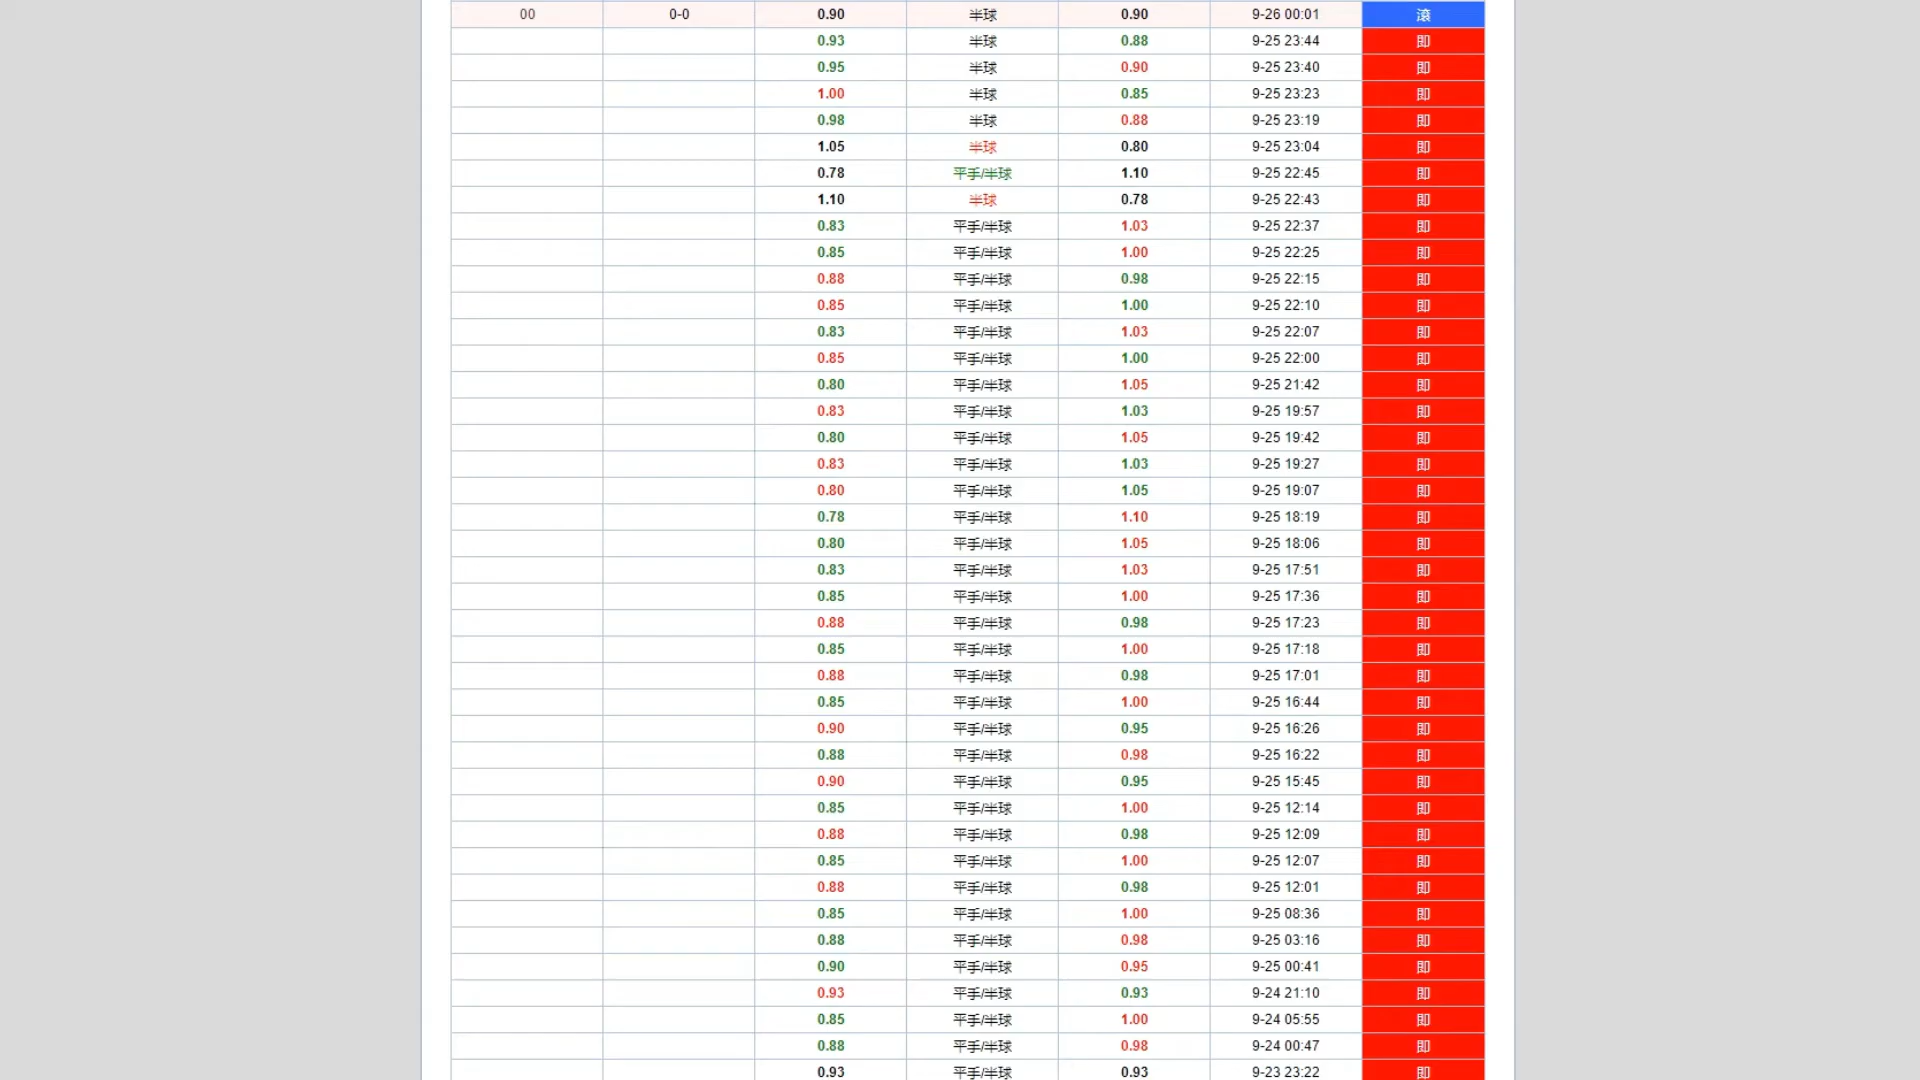 00 0-0 0.90 半球 0.90 9-26 00:01 滚
0.93 半球 0.88 9-25 23:44 即
0.95 半球 0.90 9-25 23:40 即
1.00 半球 0.85 9-25 23:23 即
0.98 半球 0.88 9-25 23:19 即
1.05 半球 0.80 9-25 23:04 即
0.78 平手/半球 1.10 9-25 22:45 即
1.10 半球 0.78 9-25 22:43 即
0.83 平手/半球 1.03 9-25 22:37 即
0.85 平手/半球 1.00 9-25 22:25 即
0.88 平手/半球 0.98 9-25 22:15 即
0.85 平手/半球 1.00 9-25 22:10 即
0.83 平手/半球 1.03 9-25 22:07 即
0.85 平手/半球 1.00 9-25 22:00 即
0.80 平手/半球 1.05 9-25 21:42 即
0.83 平手/半球 1.03 9-25 19:57 即
0.80 平手/半球 1.05 9-25 19:42 即
0.83 平手/半球 1.03 9-25 19:27 即
0.80 平手/半球 1.05 9-25 19:07 即
0.78 平手/半球 1.10 9-25 18:19 即
0.80 平手/半球 1.05 9-25 18:06 即
0.83 平手/半球 1.03 9-25 17:51 即
0.85 平手/半球 1.00 9-25 17:36 即
0.88 平手/半球 0.98 9-25 17:23 即
0.85 平手/半球 1.00 9-25 17:18 即
0.88 平手/半球 0.98 9-25 17:01 即
0.85 平手/半球 1.00 9-25 16:44 即
0.90 平手/半球 0.95 9-25 16:26 即
0.88 平手/半球 0.98 9-25 16:22 即
0.90 平手/半球 0.95 9-25 15:45 即
0.85 平手/半球 1.00 9-25 12:14 即
0.88 平手/半球 0.98 9-25 12:09 即
0.85 平手/半球 1.00 9-25 12:07 即
0.88 平手/半球 0.98 9-25 12:01 即
0.85 平手/半球 1.00 9-25 08:36 即
0.88 平手/半球 0.98 9-25 03:16 即
0.90 平手/半球 0.95 9-25 00:41 即
0.93 平手/半球 0.93 9-24 21:10 即
0.85 平手/半球 1.00 9-24 05:55 即
0.88 平手/半球 0.98 9-24 00:47 即
0.93 平手/半球 0.93 9-23 23:22 即